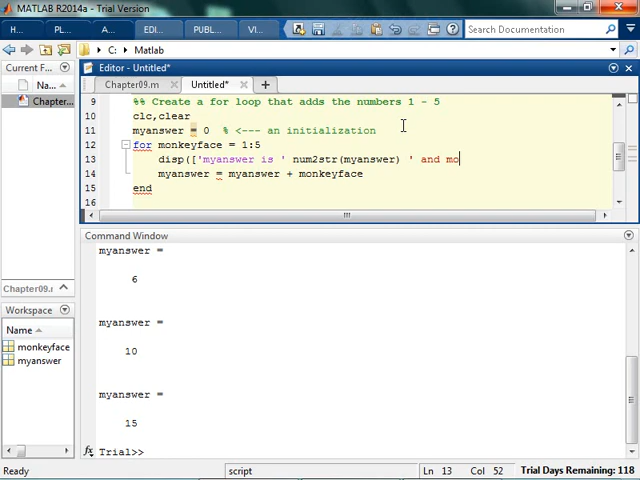 MATLAB R2014a - Trial Version
H...
P...
A...
EDIT...
PUBL...
VI...
Search Documentation
C:
Matlab
Current F...
Na...
Chapter...
Chapter09.m
Editor - Untitled*
Chapter09.m
Untitled*
9 %% Create a for loop that adds the numbers 1 - 5
10 clc,clear
11 myanswer = 0 % <--- an initialization
12 for monkeyface = 1:5
13 disp(['myanswer is ' num2str(myanswer) ' and mo
14 myanswer = myanswer + monkeyface
15 end
16
Command Window
myanswer =
6
myanswer =
10
myanswer =
15
fx Trial>>
Workspace
Name
monkeyface
myanswer
Ready
script
Ln 13 Col 52
Trial Days Remaining: 118